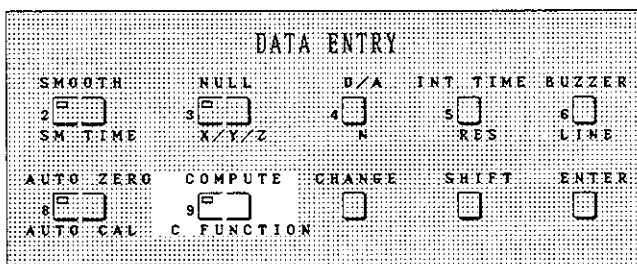 DATA ENTRY
SMOOTH NULL D/A INT TIME BUZZER
2 3 4 5 6
SM TIME X/Y/Z N RES LINE
AUTO ZERO COMPUTE CHANGE SHIFT ENTER
8 9
AUTO CAL C FUNCTION